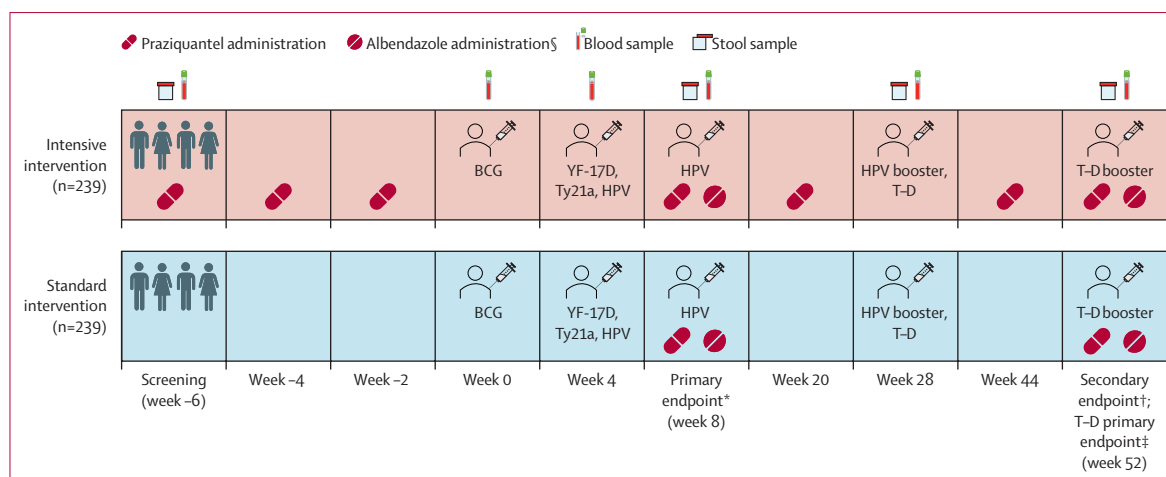 Praziquantel administration
Albendazole administration§
Blood sample
Stool sample
Intensive
intervention
(n=239)
BCG
YF-17D,
Ty21a, HPV
HPV
HPV booster,
T–D
T–D booster
Standard
intervention
(n=239)
BCG
YF-17D,
Ty21a, HPV
HPV
HPV booster,
T–D
T–D booster
Screening
(week –6)
Week –4
Week –2
Week 0
Week 4
Primary
endpoint*
(week 8)
Week 20
Week 28
Week 44
Secondary
endpoint†;
T–D primary
endpoint‡
(week 52)